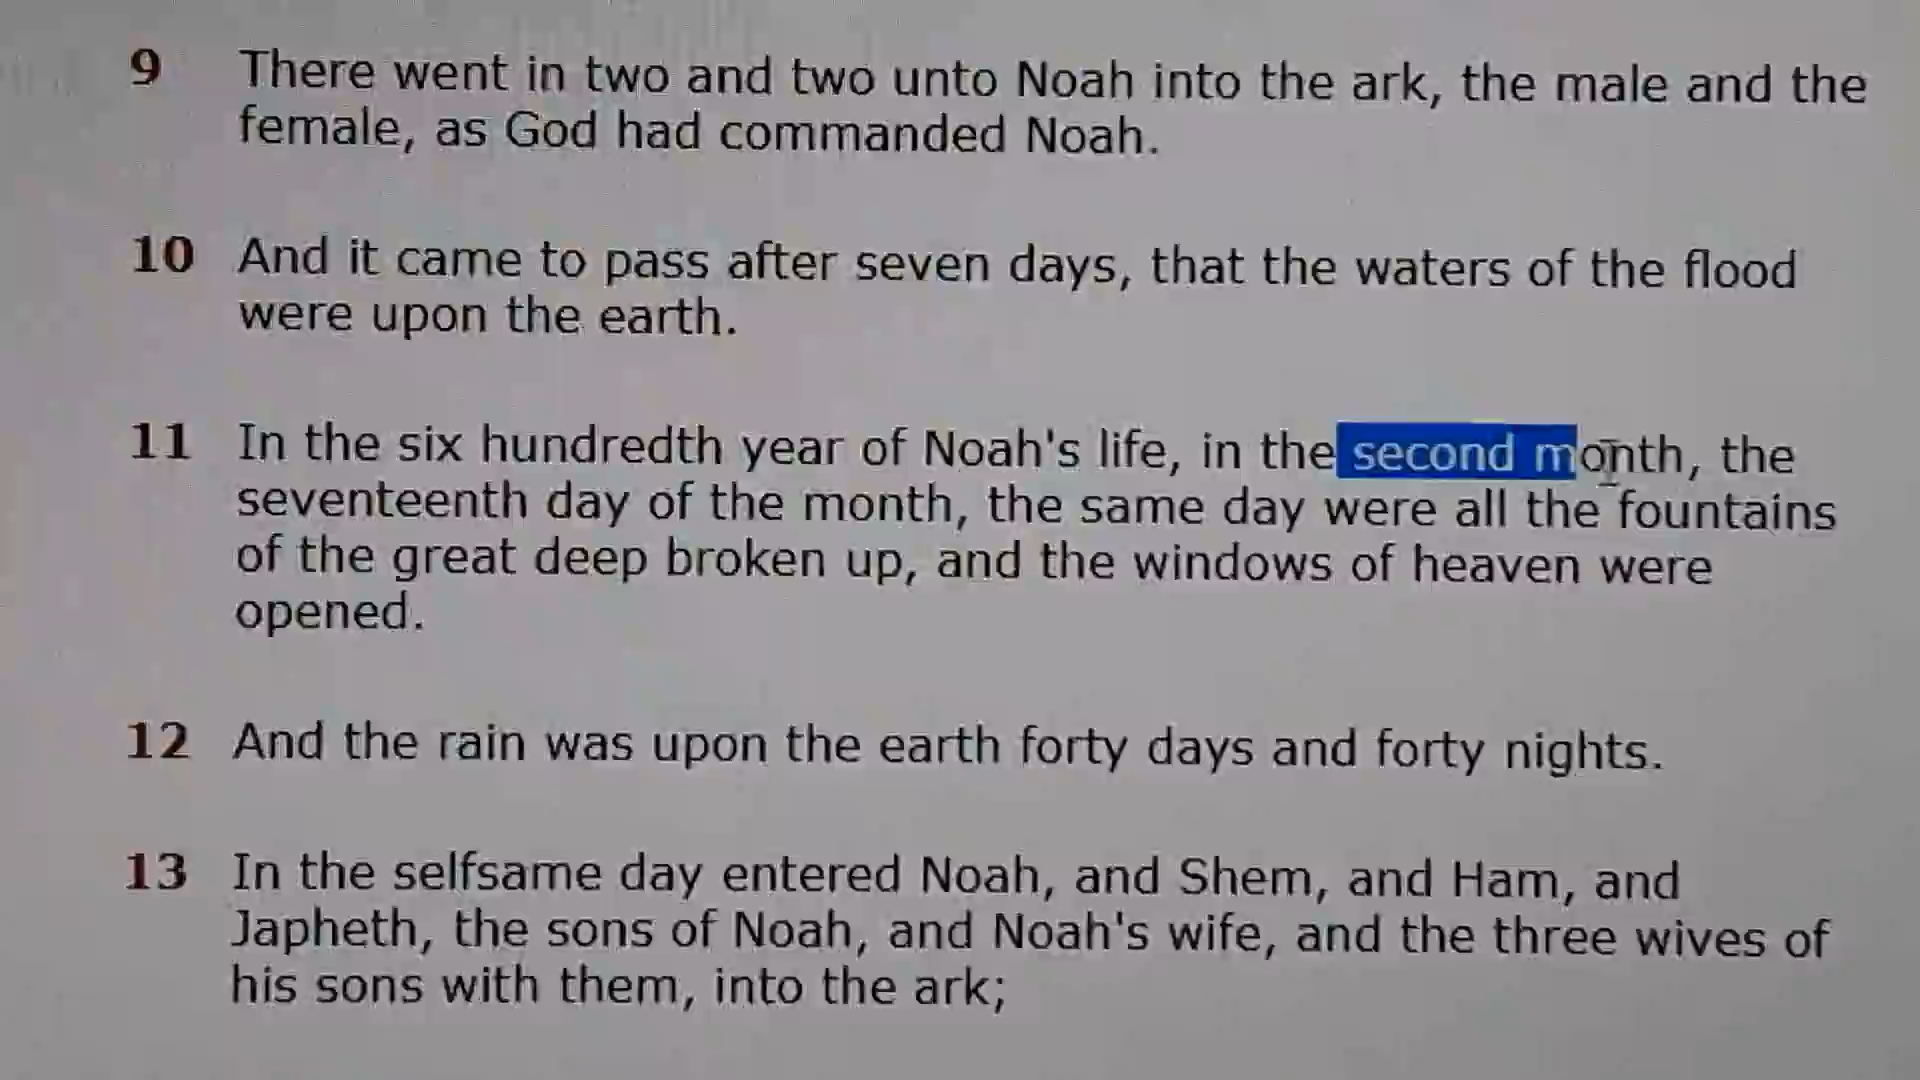 9 There went in two and two unto Noah into the ark, the male and the
female, as God had commanded Noah.
10 And it came to pass after seven days, that the waters of the flood
were upon the earth.
11 In the six hundredth year of Noah's life, in the second month, the
seventeenth day of the month, the same day were all the fountains
of the great deep broken up, and the windows of heaven were
opened.
12 And the rain was upon the earth forty days and forty nights.
13 In the selfsame day entered Noah, and Shem, and Ham, and
Japheth, the sons of Noah, and Noah's wife, and the three wives of
his sons with them, into the ark;